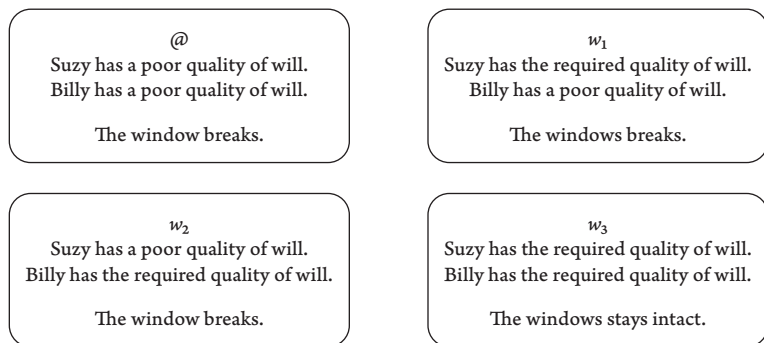 @
Suzy has a poor quality of will.
Billy has a poor quality of will.
The window breaks.
w₁
Suzy has the required quality of will.
Billy has a poor quality of will.
The windows breaks.
w₂
Suzy has a poor quality of will.
Billy has the required quality of will.
The window breaks.
w₃
Suzy has the required quality of will.
Billy has the required quality of will.
The windows stays intact.